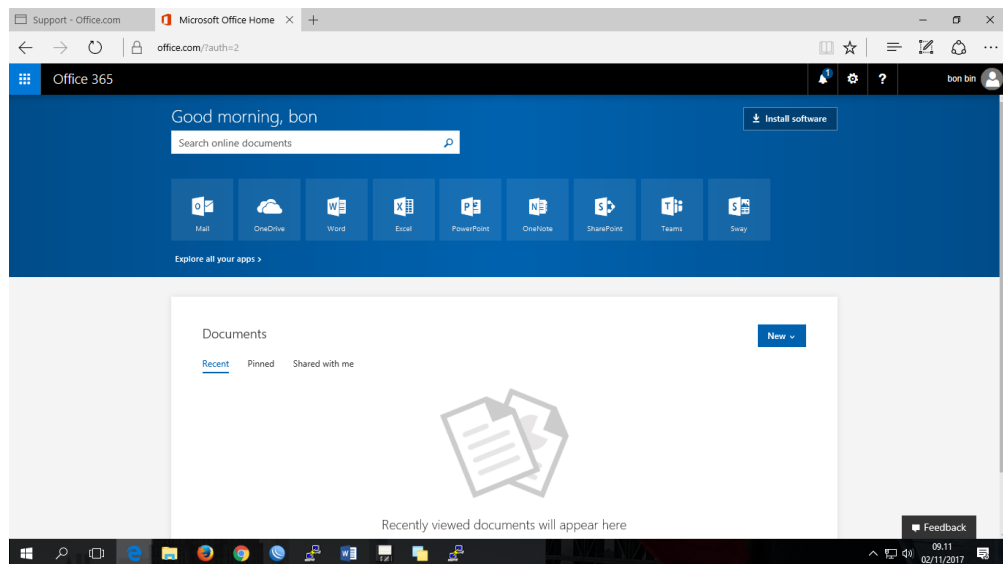 Support - Office.com
Microsoft Office Home
office.com/?auth=2
Office 365
1
?
bon bin
Good morning, bon
Install software
Search online documents
Mail
OneDrive
Word
Excel
PowerPoint
OneNote
SharePoint
Teams
Sway
Explore all your apps >
Documents
New
Recent Pinned Shared with me
Recently viewed documents will appear here
Feedback
09.11
02/11/2017